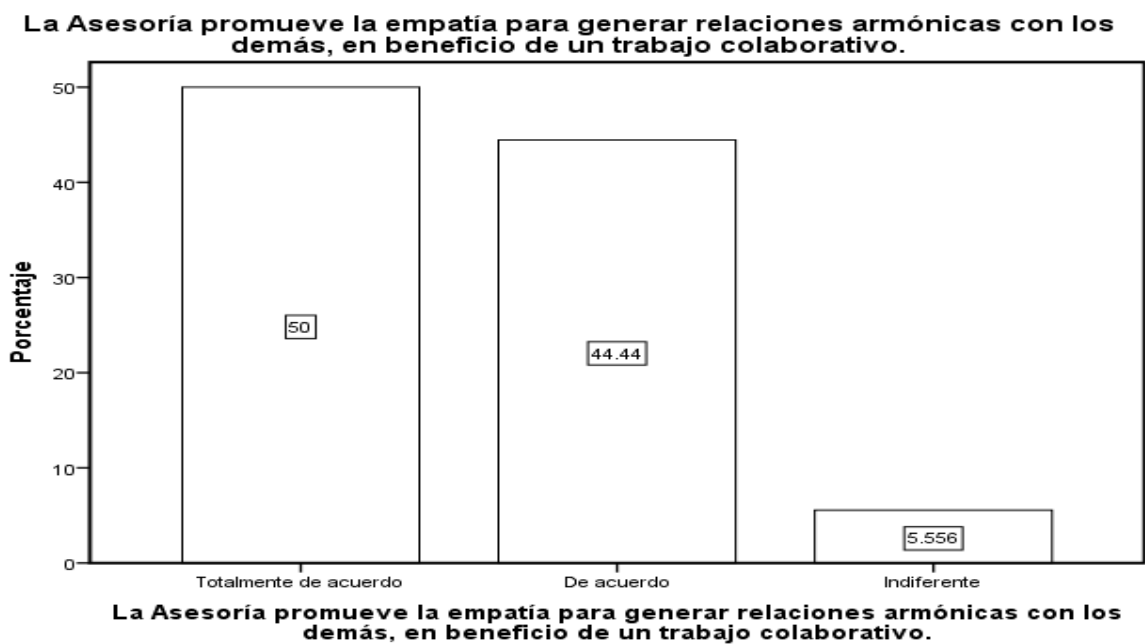 La Asesoría promueve la empatía para generar relaciones armónicas con los
demás, en beneficio de un trabajo colaborativo.
50
40
30
20
10
0
Porcentaje
50
44.44
5.556
Totalmente de acuerdo
De acuerdo
Indiferente
La Asesoría promueve la empatía para generar relaciones armónicas con los
demás, en beneficio de un trabajo colaborativo.